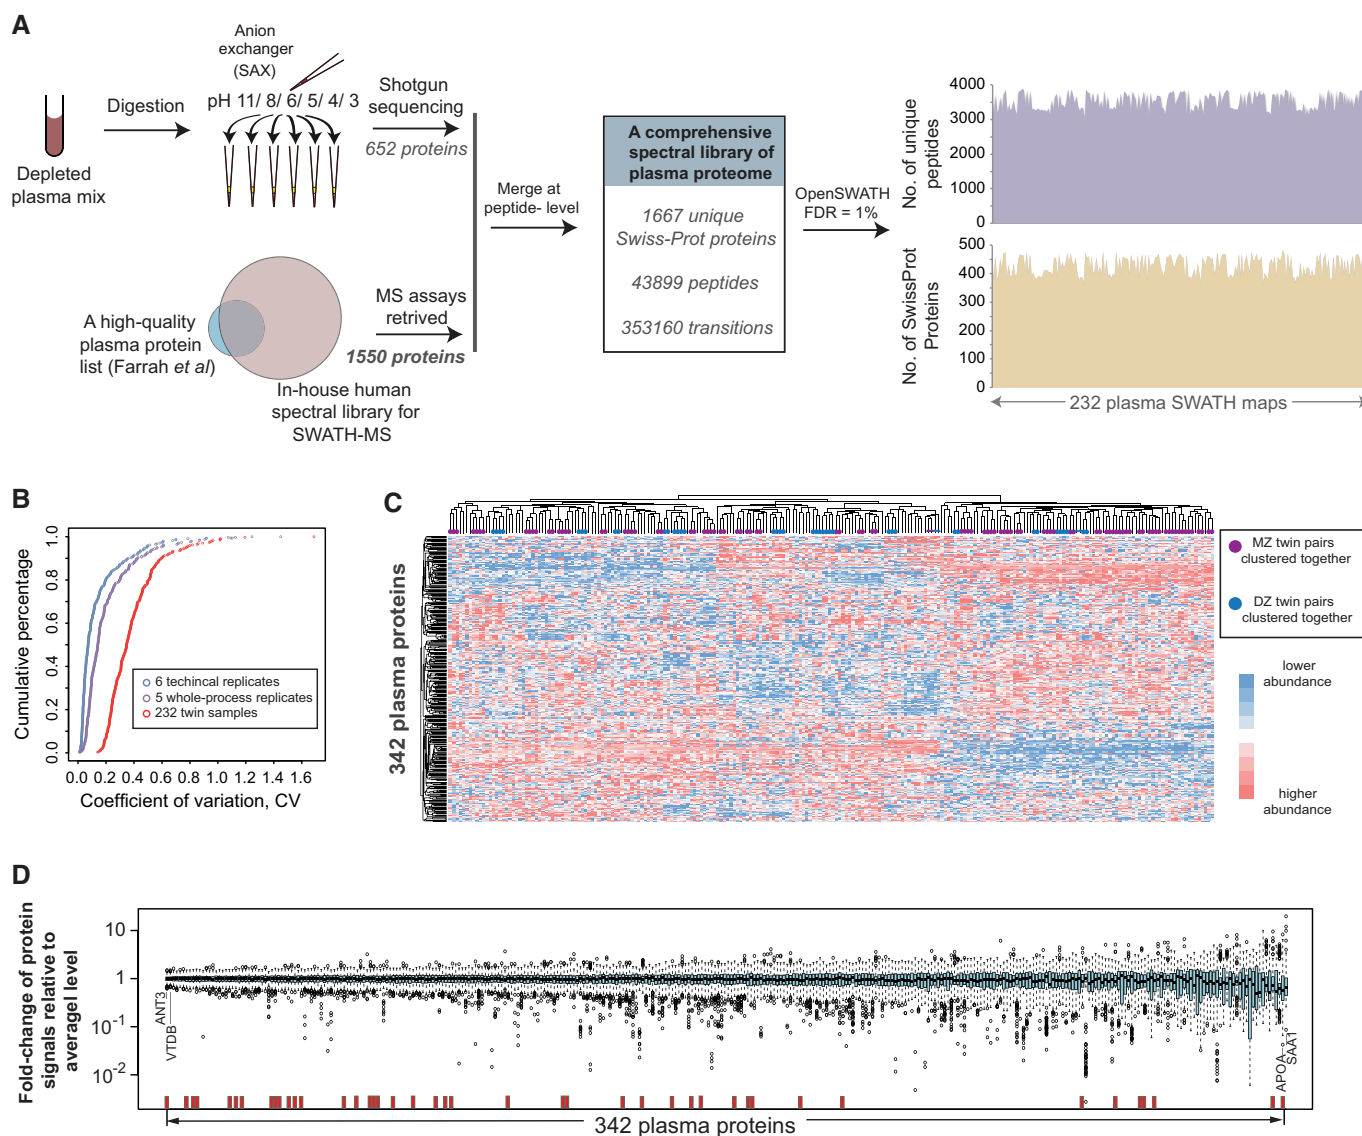 A
Anion
exchanger
(SAX)
Digestion
pH 11/ 8/ 6/ 5/ 4/ 3
Shotgun
sequencing
652 proteins
Depleted
plasma mix
A high-quality
plasma protein
list (Farrah et al)
MS assays
retrived
1550 proteins
In-house human
spectral library for
SWATH-MS
Merge at
peptide- level
A comprehensive
spectral library of
plasma proteome
1667 unique
Swiss-Prot proteins
43899 peptides
353160 transitions
OpenSWATH
FDR = 1%
No. of unique
peptides
4000
3000
2000
1000
0
No. of SwissProt
Proteins
500
400
300
200
100
0
232 plasma SWATH maps
B
Cumulative percentage
1.0
0.8
0.6
0.4
0.2
0.0
6 techincal replicates
5 whole-process replicates
232 twin samples
0.0 0.2 0.4 0.6 0.8 1.0 1.2 1.4 1.6
Coefficient of variation, CV
C
342 plasma proteins
MZ twin pairs
clustered together
DZ twin pairs
clustered together
lower
abundance
higher
abundance
D
Fold-change of protein
signals relative to
averagel level
10
1
10-1
10-2
VTDB
ANT3
APOA
SAA1
342 plasma proteins